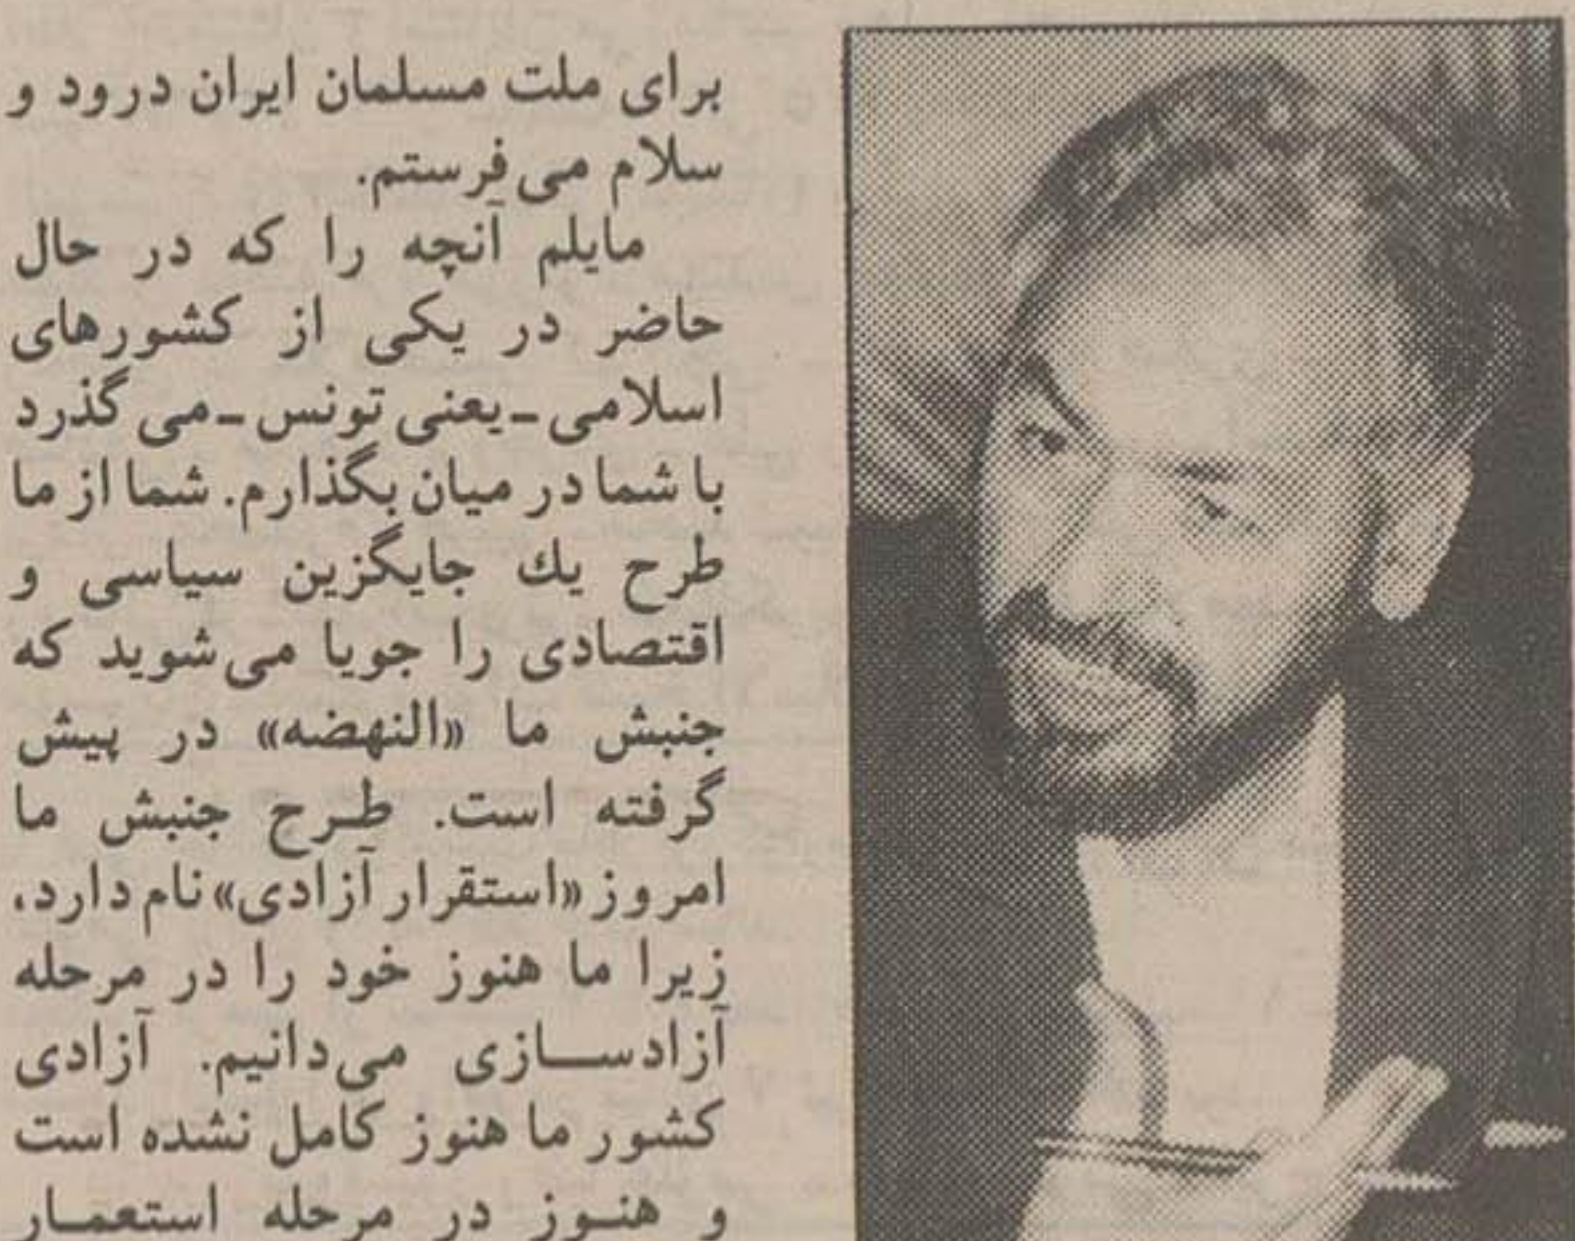 برای ملت مسلمان ایران درود و
سلام می‌فرستم.
مایلم آنچه را که در حال
حاضر در یکی از کشورهای
اسلامی ـ یعنی تونس ـ می‌گذرد
با شما در میان بگذارم. شما از ما
طرح یك جایگزین سیاسی و
اقتصادی را جویا می‌شوید که
جنبش ما «النهضه» در پیش
گرفته است. طرح جنبش ما
امروز «استقرار آزادی» نام دارد،
زیرا ما هنوز خود را در مرحله
آزادســازی می‌دانیم. آزادی
کشور ما هنوز کامل نشده است
و هنـوز در مرحله استعمـار